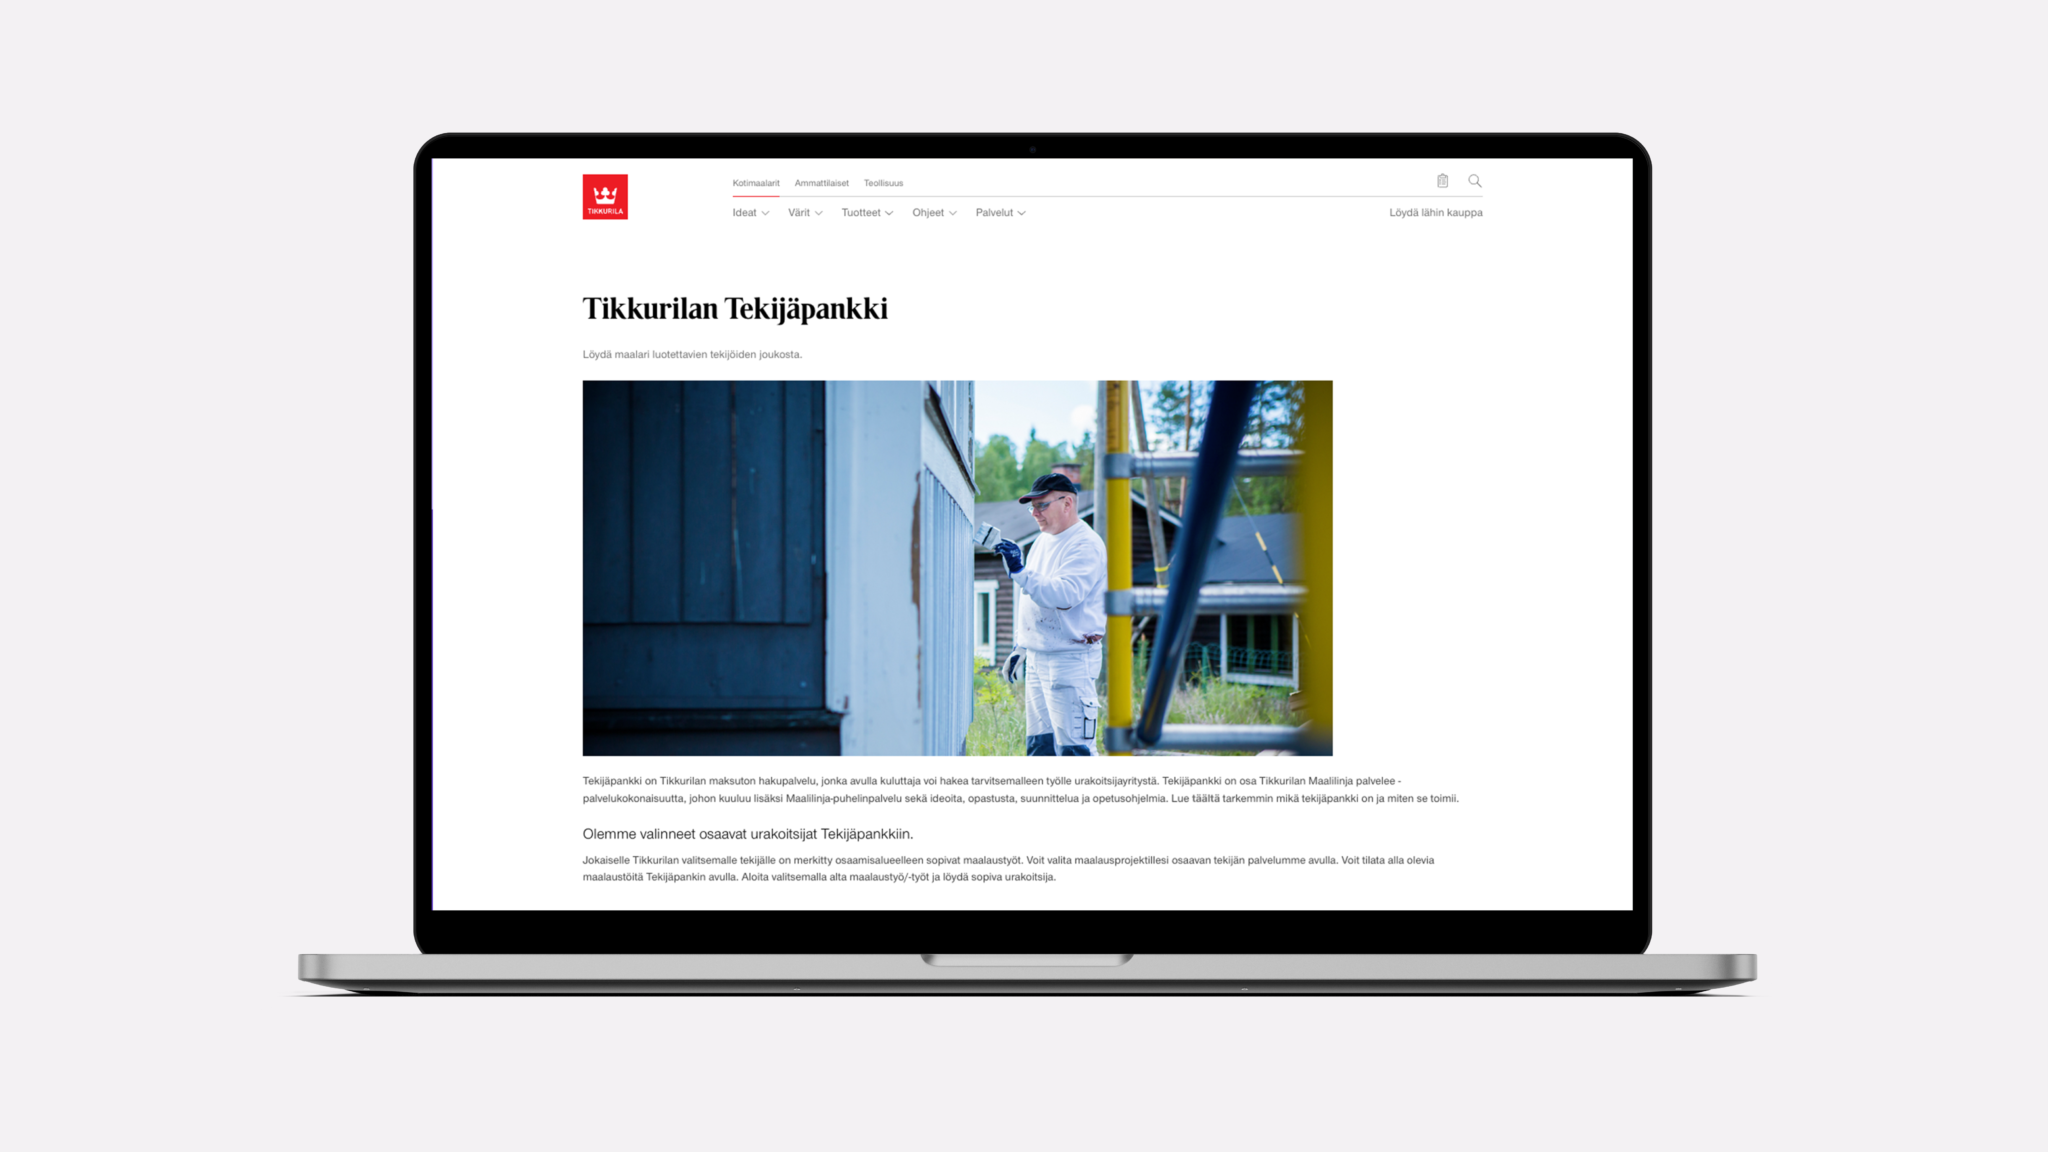 TIKKURILA
Kotimaalarit Ammattilaiset Teollisuus
Ideat Värit Tuotteet Ohjeet Palvelut Löydä lähin kauppa
Tikkurilan Tekijäpankki
Löydä maalari luotettavien tekijöiden joukosta.
Tekijäpankki on Tikkurilan maksuton hakupalvelu, jonka avulla kuluttaja voi hakea tarvitsemalleen työlle urakoitsijayritystä. Tekijäpankki on osa Tikkurilan Maalilinja palvelee -
palvelukokonaisuutta, johon kuuluu lisäksi Maalilinja-puhelinpalvelu sekä ideoita, opastusta, suunnittelua ja opetusohjelmia. Lue täältä tarkemmin mikä tekijäpankki on ja miten se toimii.
Olemme valinneet osaavat urakoitsijat Tekijäpankkiin.
Jokaiselle Tikkurilan valitsemalle tekijälle on merkitty osaamisalueelleen sopivat maalaustyöt. Voit valita maalausprojektillesi osaavan tekijän palvelumme avulla. Voit tilata alla olevia
maalaustöitä Tekijäpankin avulla. Aloita valitsemalla alta maalaustyö/-työt ja löydä sopiva urakoitsija.